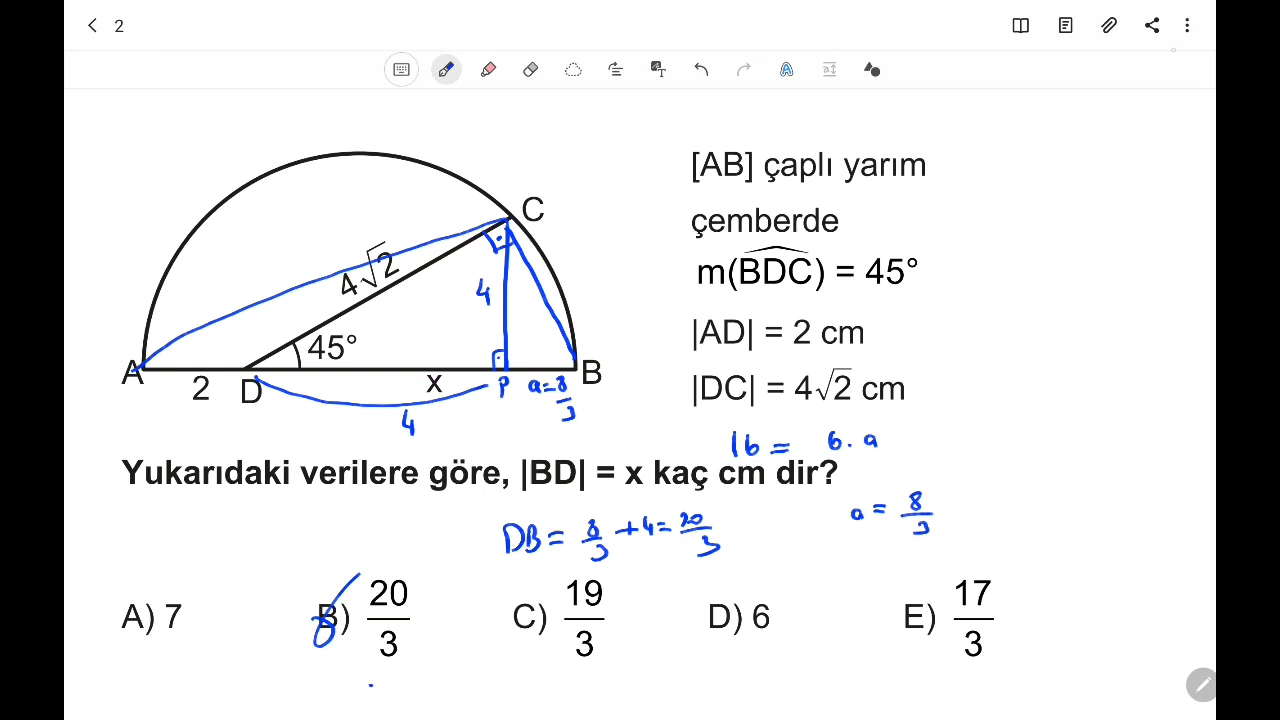 2
C
4√2
4
45°
A
2
D
x
P
a=8/3
B
4
[AB] çaplı yarım
çemberde
m(BDC) = 45°
|AD| = 2 cm
|DC| = 4√2 cm
16 = 6.a
Yukarıdaki verilere göre, |BD| = x kaç cm dir?
a = 8/3
DB = 8/3 + 4 = 20/3
A) 7
B) 20/3
C) 19/3
D) 6
E) 17/3